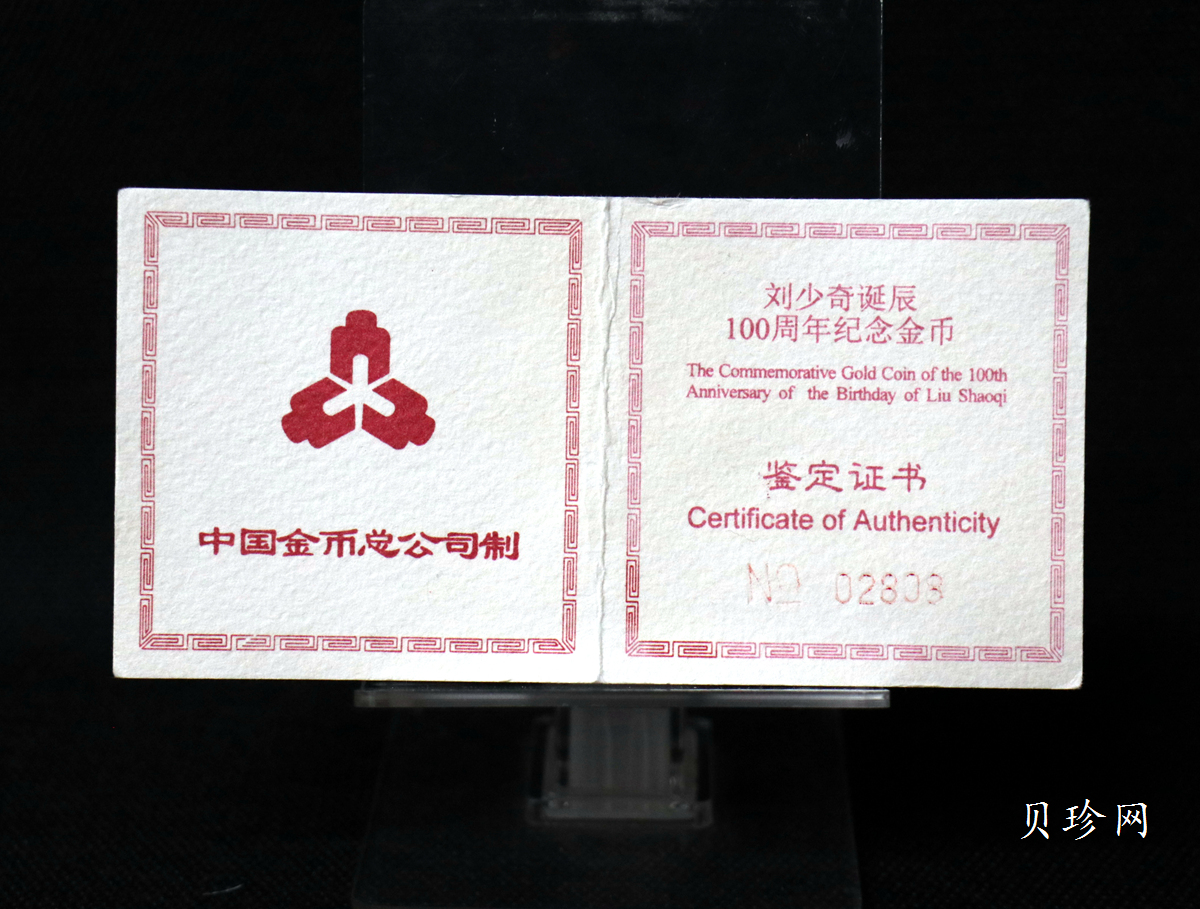 中国金币总公司制
刘少奇诞辰
100周年纪念金币
The Commemorative Gold Coin of the 100th
Anniversary of the Birthday of Liu Shaoqi
鉴定证书
Certificate of Authenticity
№ 02808
贝珍网